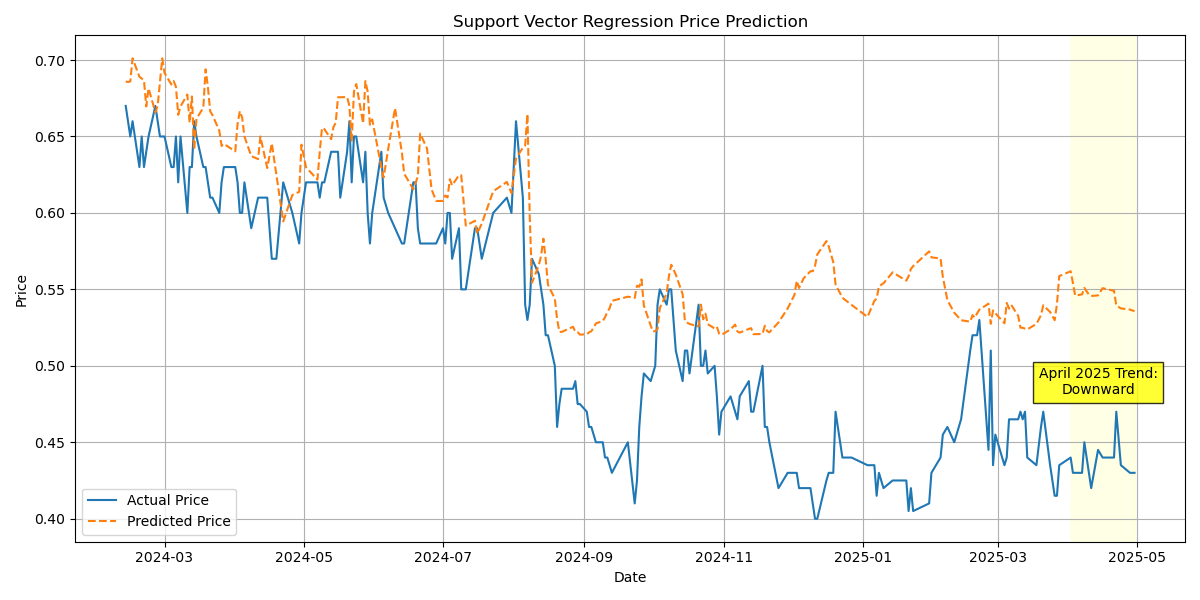 Support Vector Regression Price Prediction
Price
0.70
0.65
0.60
0.55
0.50
0.45
0.40
April 2025 Trend:
Downward
Actual Price
Predicted Price
2024-03 2024-05 2024-07 2024-09 2024-11 2025-01 2025-03 2025-05
Date